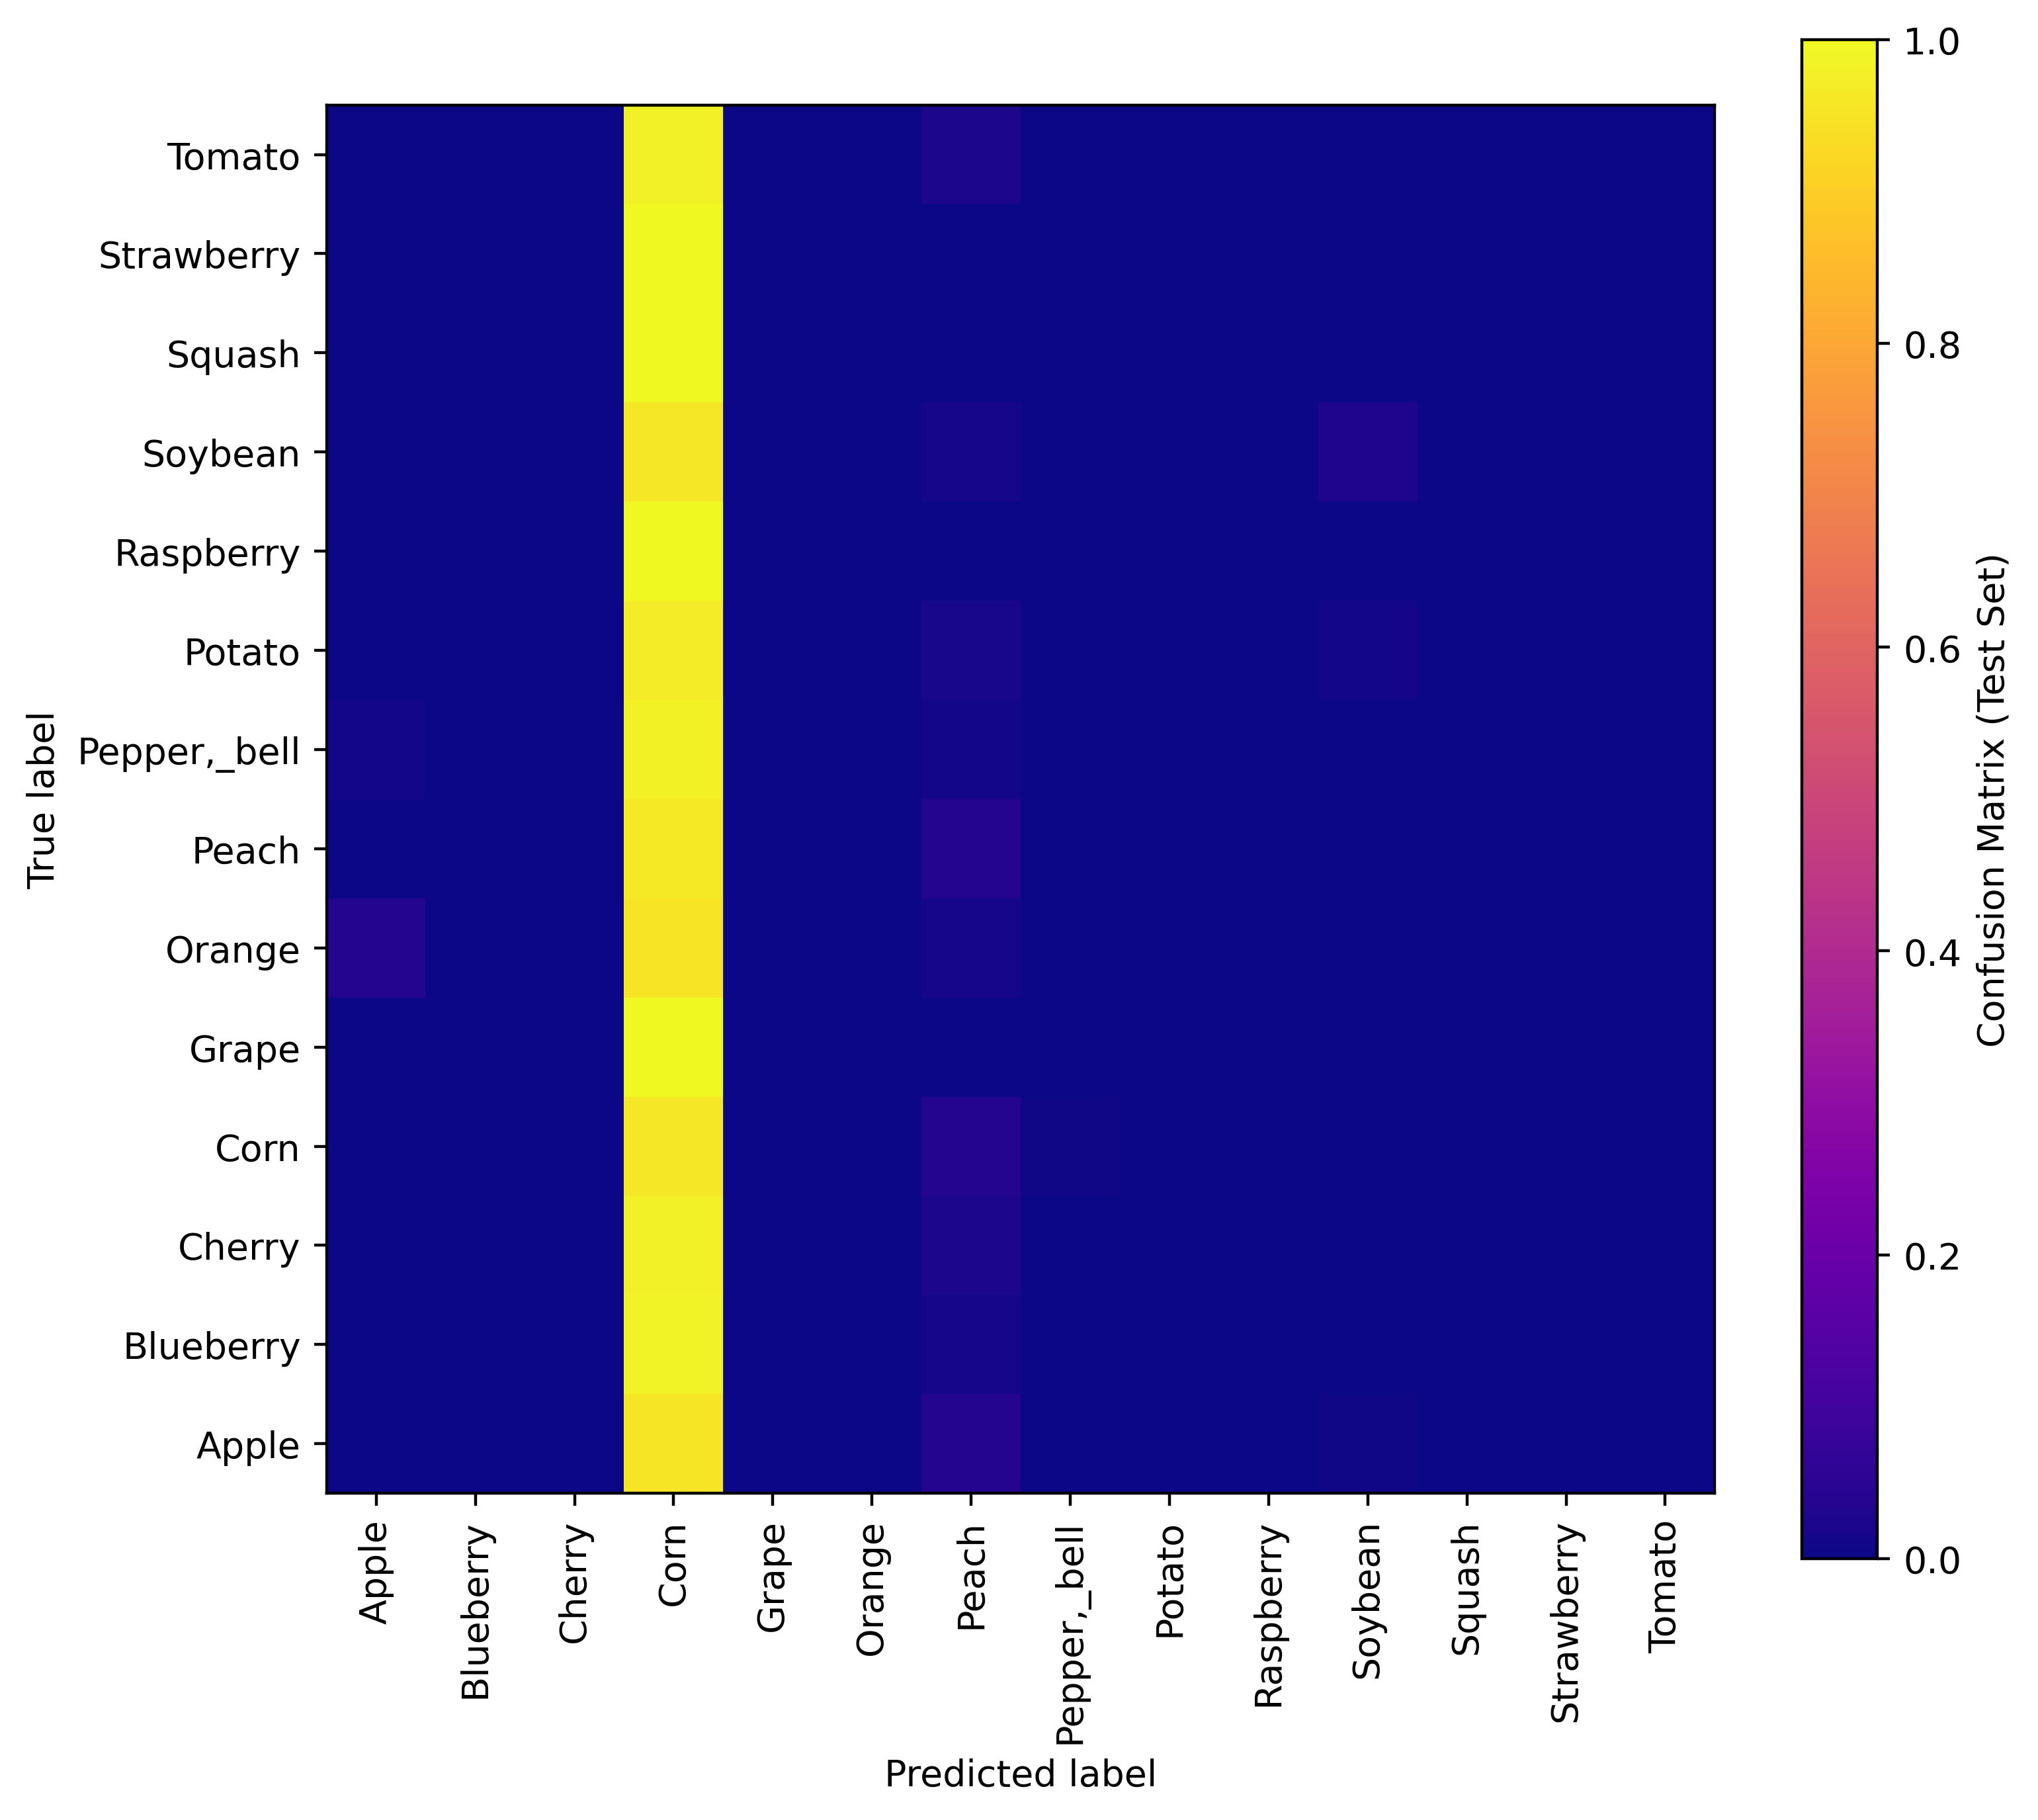 True label
Tomato
Strawberry
Squash
Soybean
Raspberry
Potato
Pepper,_bell
Peach
Orange
Grape
Corn
Cherry
Blueberry
Apple
Apple
Blueberry
Cherry
Corn
Grape
Orange
Peach
Pepper,_bell
Potato
Raspberry
Soybean
Squash
Strawberry
Tomato
Predicted label
1.0
0.8
0.6
0.4
0.2
0.0
Confusion Matrix (Test Set)